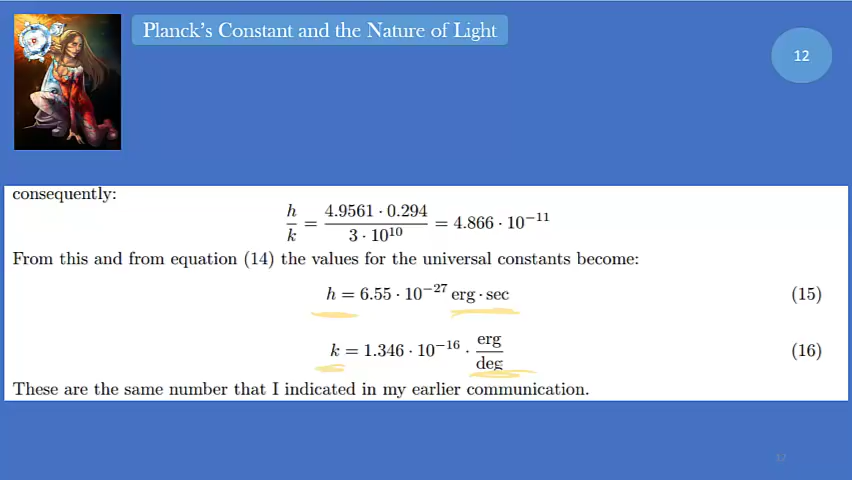 Planck's Constant and the Nature of Light
12
consequently:
h/k = 4.9561 · 0.294 / 3 · 10^10 = 4.866 · 10^−11
From this and from equation (14) the values for the universal constants become:
h = 6.55 · 10^−27 erg · sec (15)
k = 1.346 · 10^−16 · erg/deg (16)
These are the same number that I indicated in my earlier communication.
12